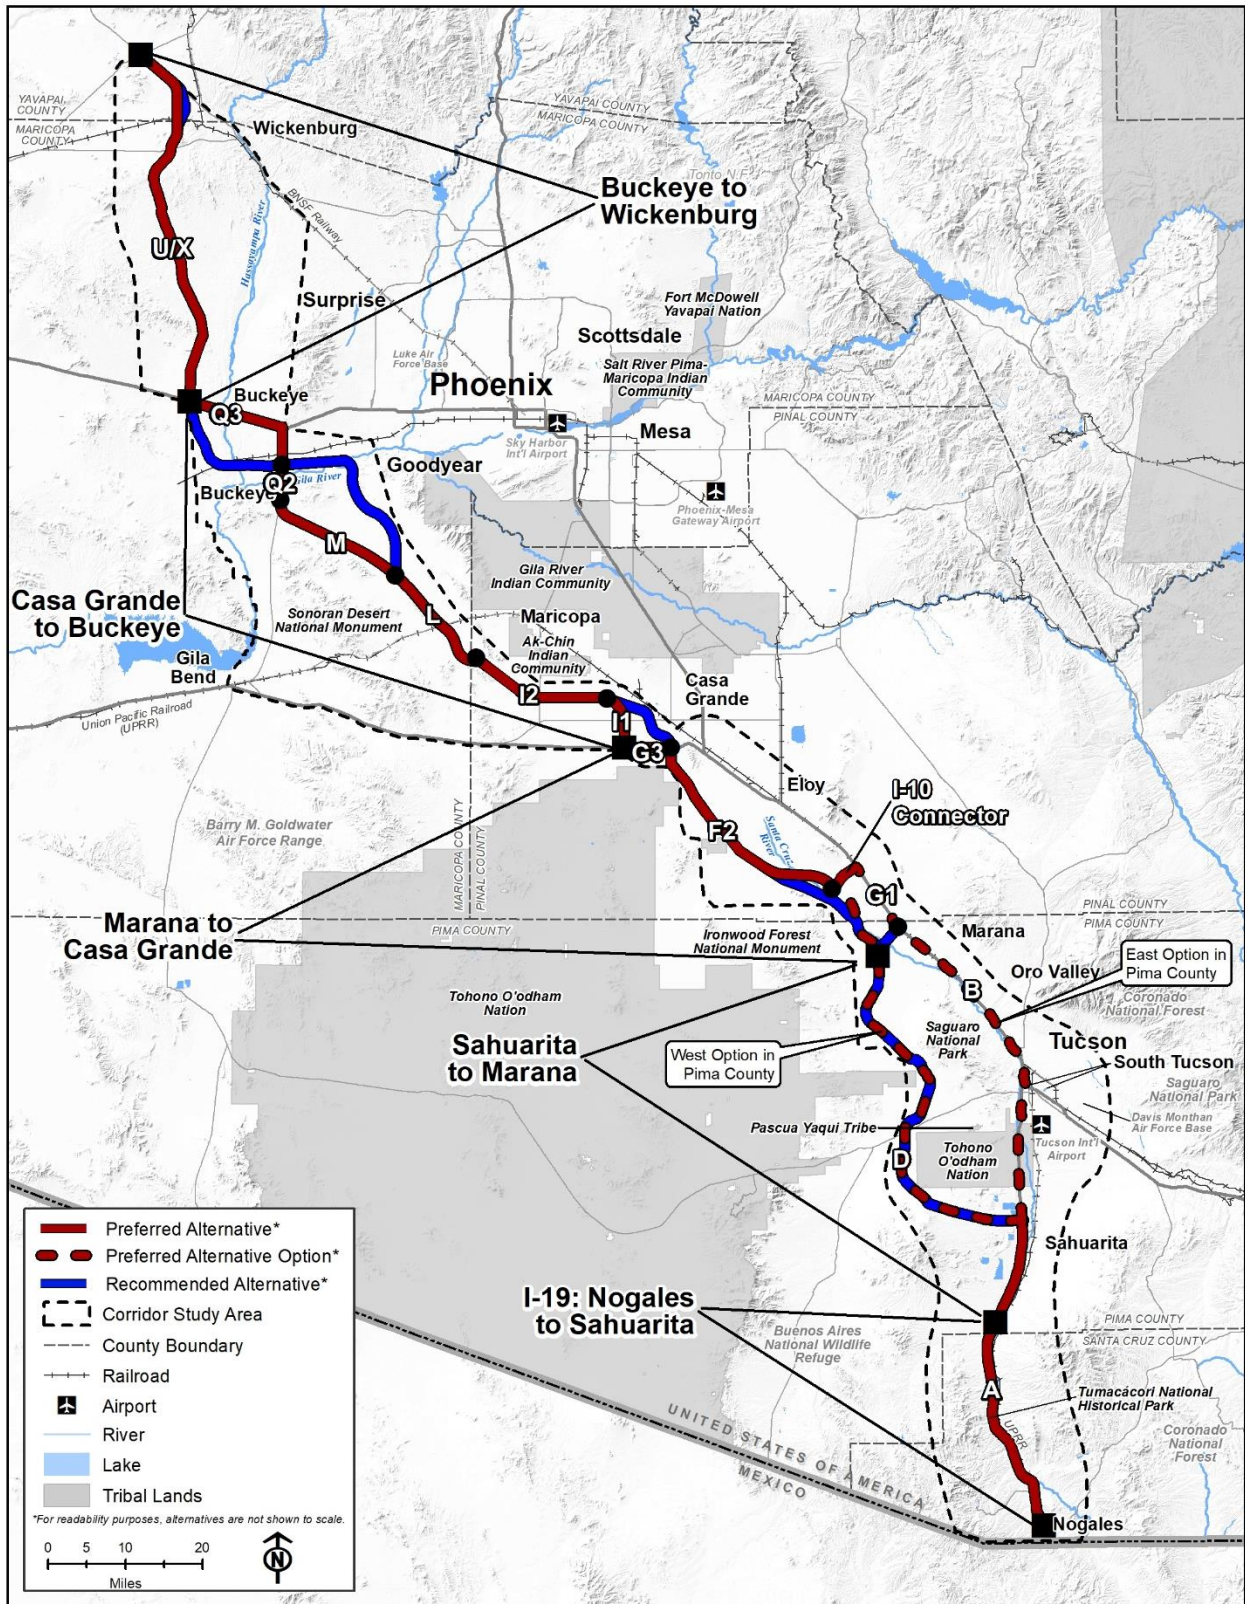 YAVAPAI
COUNTY
MARICOPA
COUNTY
Wickenburg
YAVAPAI COUNTY
MARICOPA COUNTY
Tonto N.F.
BNSF Railway
Hassayampa River
Buckeye to
Wickenburg
U/X
Surprise
Fort McDowell
Yavapai Nation
Scottsdale
Luke Air
Force Base
Salt River Pima-
Maricopa Indian
Community
Phoenix
MARICOPA COUNTY
PINAL COUNTY
Buckeye
Q3
Mesa
Sky Harbor
Int'l Airport
Goodyear
Gila River
Q2
Buckeye
Phoenix-Mesa
Gateway Airport
M
Gila River
Indian Community
Casa Grande
to Buckeye
Sonoran Desert
National Monument
L
Maricopa
Ak-Chin
Indian
Community
Gila
Bend
Casa
Grande
I2
I1
Union Pacific Railroad
(UPRR)
G3
Eloy
I-10
Connector
Barry M. Goldwater
Air Force Range
MARICOPA COUNTY
PINAL COUNTY
F2
Santa Cruz
River
G1
PINAL COUNTY
PIMA COUNTY
Marana to
Casa Grande
PIMA COUNTY
Ironwood Forest
National Monument
Marana
East Option in
Pima County
Oro Valley
B
Coronado
National Forest
Tohono O'odham
Nation
Saguaro
National
Park
Tucson
Sahuarita
to Marana
West Option in
Pima County
South Tucson
Saguaro
National Park
Davis Monthan
Air Force Base
Pascua Yaqui Tribe
Tucson Int'l
Airport
D
Tohono
O'odham
Nation
Sahuarita
I-19: Nogales
to Sahuarita
PIMA COUNTY
SANTA CRUZ COUNTY
Buenos Aires
National Wildlife
Refuge
A
Tumacácori National
Historical Park
UPRR
Coronado
National
Forest
UNITED STATES OF AMERICA
MEXICO
Nogales
Preferred Alternative*
Preferred Alternative Option*
Recommended Alternative*
Corridor Study Area
County Boundary
Railroad
Airport
River
Lake
Tribal Lands
*For readability purposes, alternatives are not shown to scale.
0 5 10 20
Miles
N